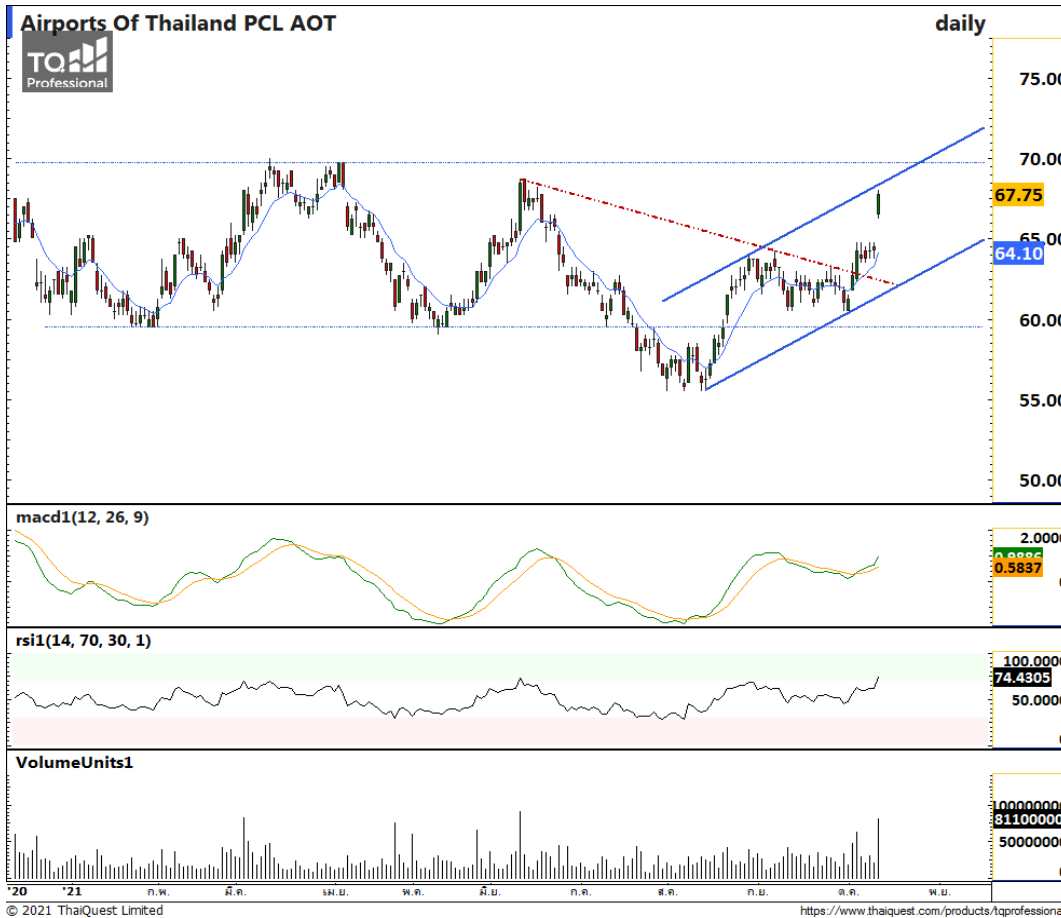 Airports Of Thailand PCL AOT
daily
TQ
Professional
75.00
70.00
67.75
65.00
64.10
60.00
55.00
50.00
macd1(12, 26, 9)
2.0000
0.9886
0.5837
0
rsi1(14, 70, 30, 1)
100.0000
74.4305
50.0000
0
VolumeUnits1
100000000
81100000
50000000
0
'20 '21 ก.พ. มี.ค. เม.ย. พ.ค. มิ.ย. ก.ค. ส.ค. ก.ย. ต.ค. พ.ย.
© 2021 ThaiQuest Limited
https://www.thaiquest.com/products/tqprofessional